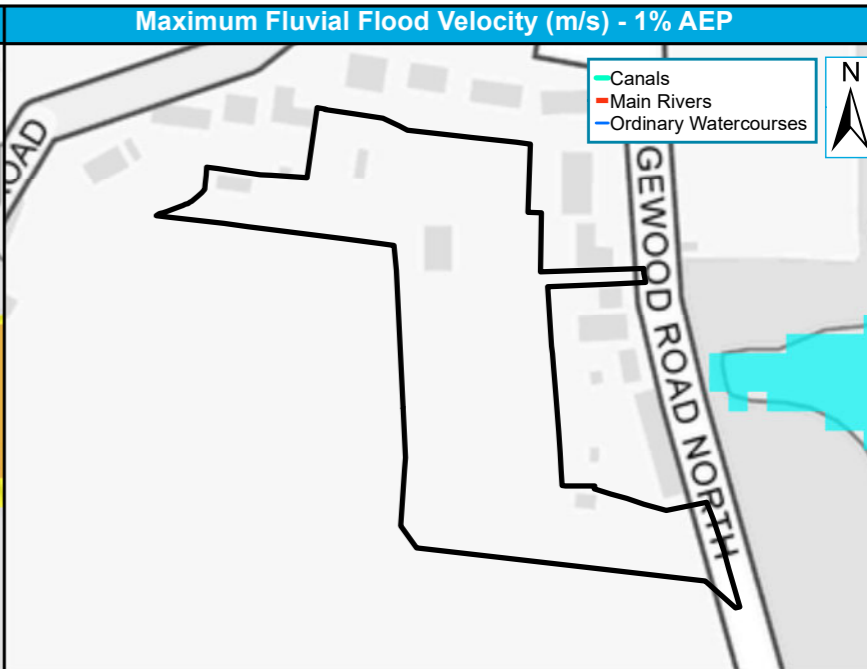 Maximum Fluvial Flood Velocity (m/s) - 1% AEP
Canals
Main Rivers
Ordinary Watercourses
N
OAD
GEWOOD ROAD NORTH